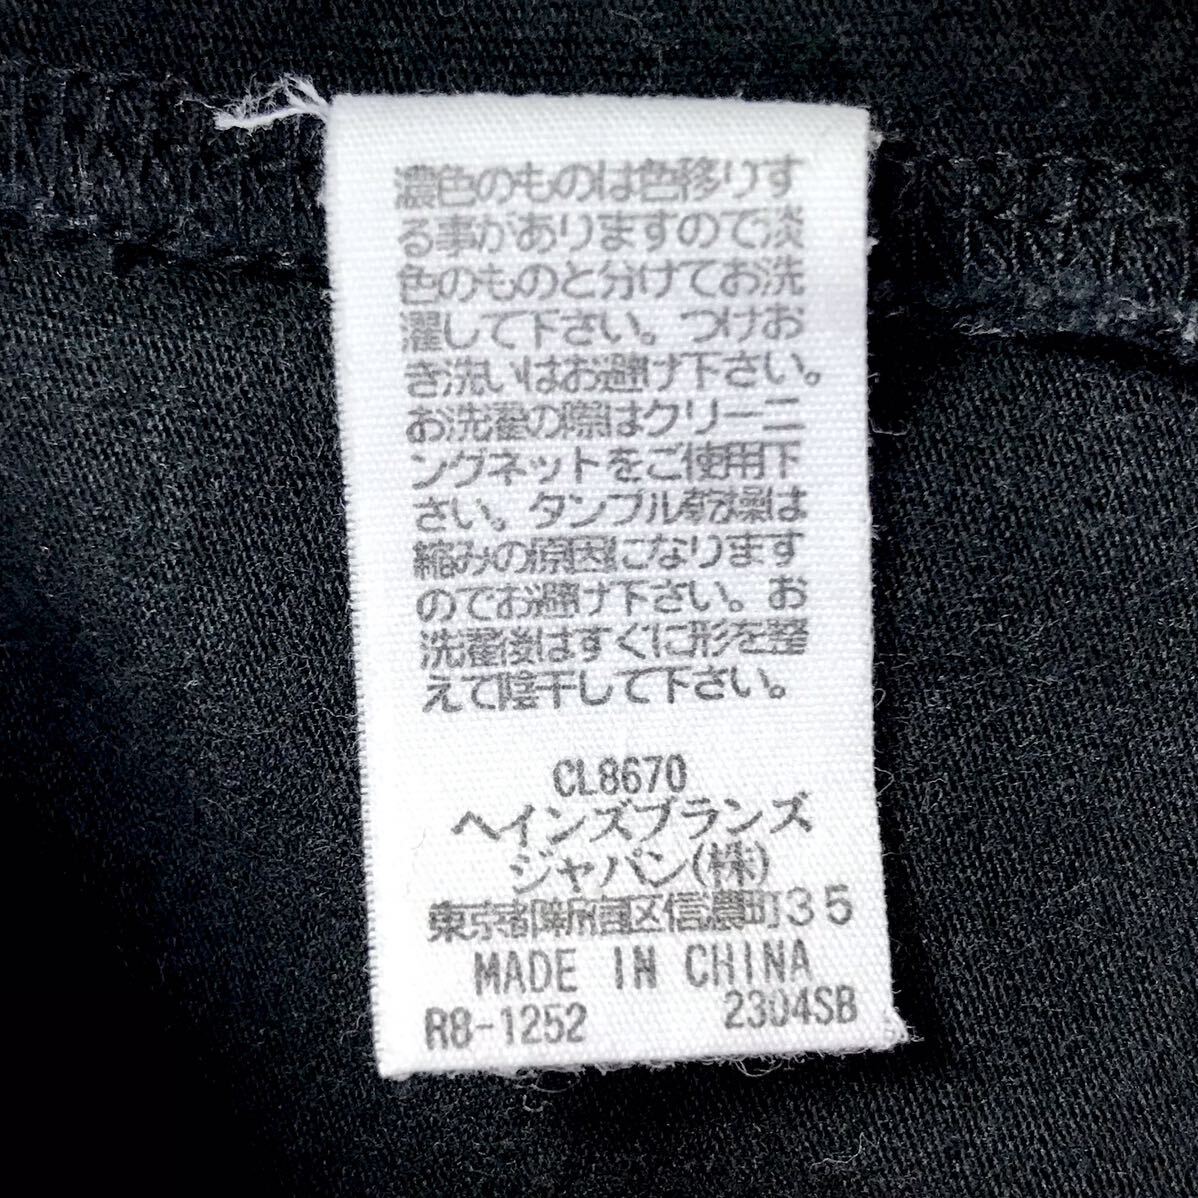 濃色のものは色移りす
る事がありますので淡
色のものと分けてお洗
濯して下さい。つけお
き洗いはお避け下さい。
お洗濯の際はクリーニ
ングネットをご使用下
さい。タンブル乾燥は
縮みの原因になります
のでお避け下さい。お
洗濯後はすぐに形を整
えて陰干して下さい。
CL8670
ヘインズブランズ
ジャパン(株)
東京都新宿区信濃町35
MADE IN CHINA
R8-1252 2304SB